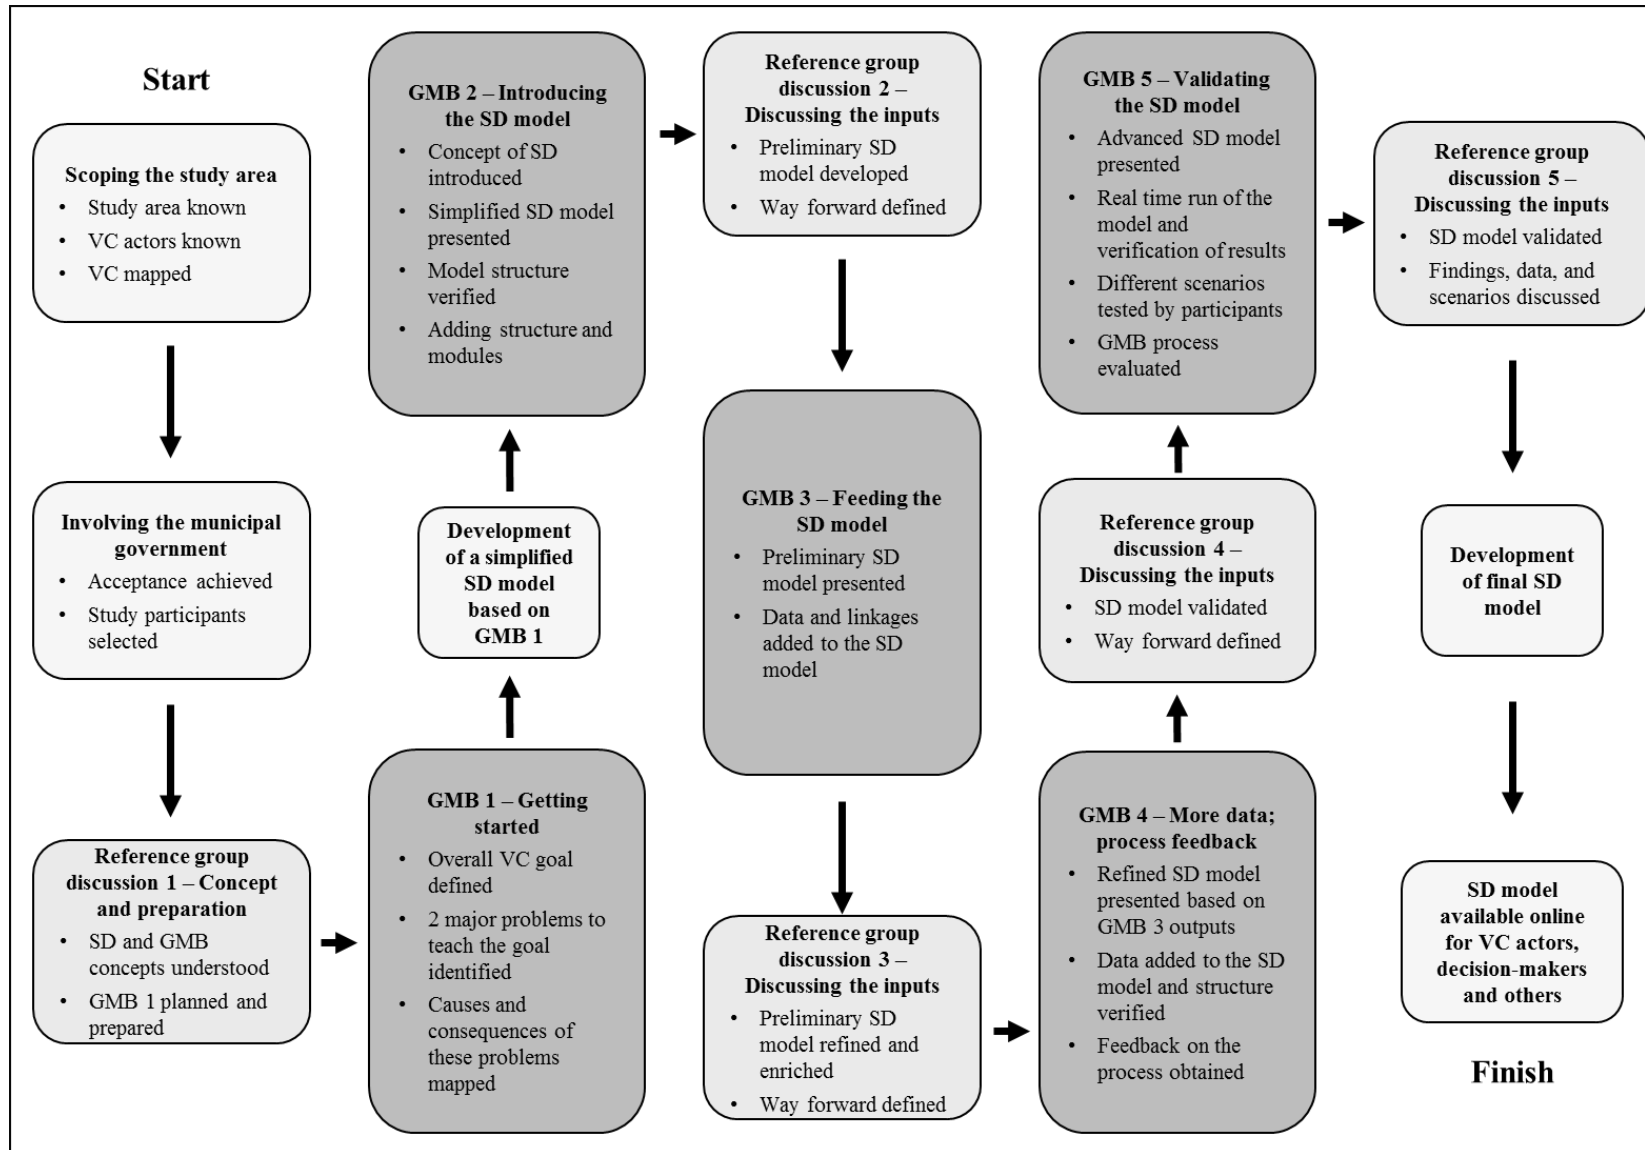 Start
Scoping the study area
• Study area known
• VC actors known
• VC mapped
Involving the municipal
government
• Acceptance achieved
• Study participants
selected
Reference group
discussion 1 – Concept
and preparation
• SD and GMB
concepts understood
• GMB 1 planned and
prepared
GMB 1 – Getting
started
• Overall VC goal
defined
• 2 major problems to
teach the goal
identified
• Causes and
consequences of
these problems
mapped
Development
of a simplified
SD model
based on
GMB 1
GMB 2 – Introducing
the SD model
• Concept of SD
introduced
• Simplified SD model
presented
• Model structure
verified
• Adding structure and
modules
Reference group
discussion 2 –
Discussing the inputs
• Preliminary SD
model developed
• Way forward defined
GMB 3 – Feeding the
SD model
• Preliminary SD
model presented
• Data and linkages
added to the SD
model
Reference group
discussion 3 –
Discussing the inputs
• Preliminary SD
model refined and
enriched
• Way forward defined
GMB 4 – More data;
process feedback
• Refined SD model
presented based on
GMB 3 outputs
• Data added to the SD
model and structure
verified
• Feedback on the
process obtained
Reference group
discussion 4 –
Discussing the inputs
• SD model validated
• Way forward defined
GMB 5 – Validating
the SD model
• Advanced SD model
presented
• Real time run of the
model and
verification of results
• Different scenarios
tested by participants
• GMB process
evaluated
Reference group
discussion 5 –
Discussing the inputs
• SD model validated
• Findings, data, and
scenarios discussed
Development
of final SD
model
SD model
available online
for VC actors,
decision-makers
and others
Finish